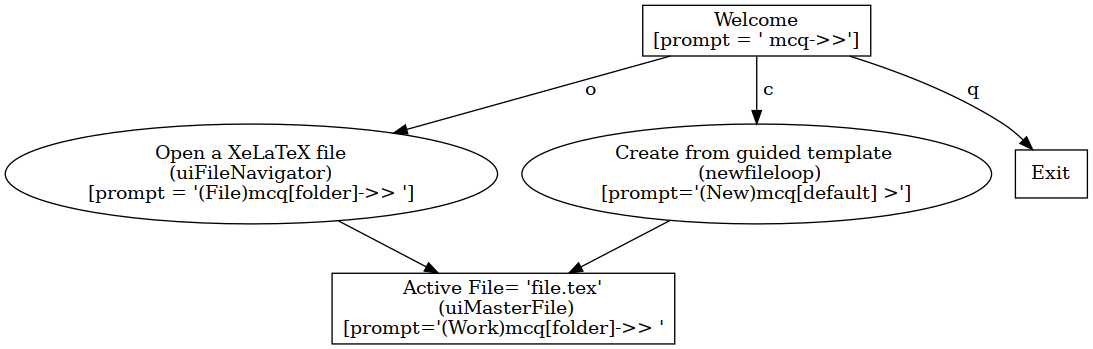 Welcome
[prompt = ' mcq->>']
o
c
q
Open a XeLaTeX file
(uiFileNavigator)
[prompt = '(File)mcq[folder]->> ']
Create from guided template
(newfileloop)
[prompt='(New)mcq[default] >']
Exit
Active File= 'file.tex'
(uiMasterFile)
[prompt='(Work)mcq[folder]->> '